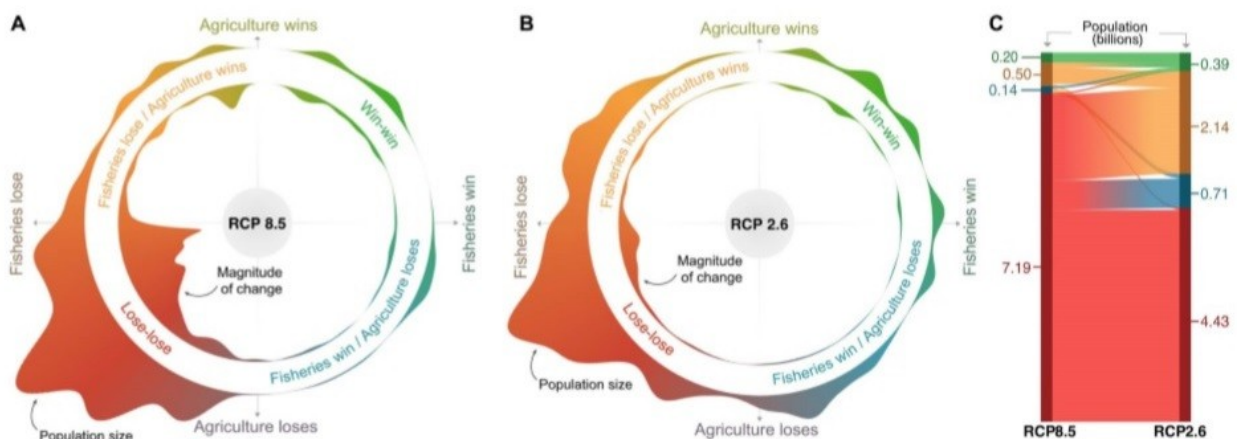 A
Agriculture wins
Fisheries lose / Agriculture wins
Win-win
Fisheries lose
RCP 8.5
Fisheries win
Magnitude
of change
Lose-lose
Fisheries win / Agriculture loses
Population size
Agriculture loses
B
Agriculture wins
Fisheries lose / Agriculture wins
Win-win
Fisheries lose
RCP 2.6
Fisheries win
Magnitude
of change
Lose-lose
Fisheries win / Agriculture loses
Population size
Agriculture loses
C
Population
(billions)
0.20
0.50
0.14
7.19
0.39
2.14
0.71
4.43
RCP8.5
RCP2.6